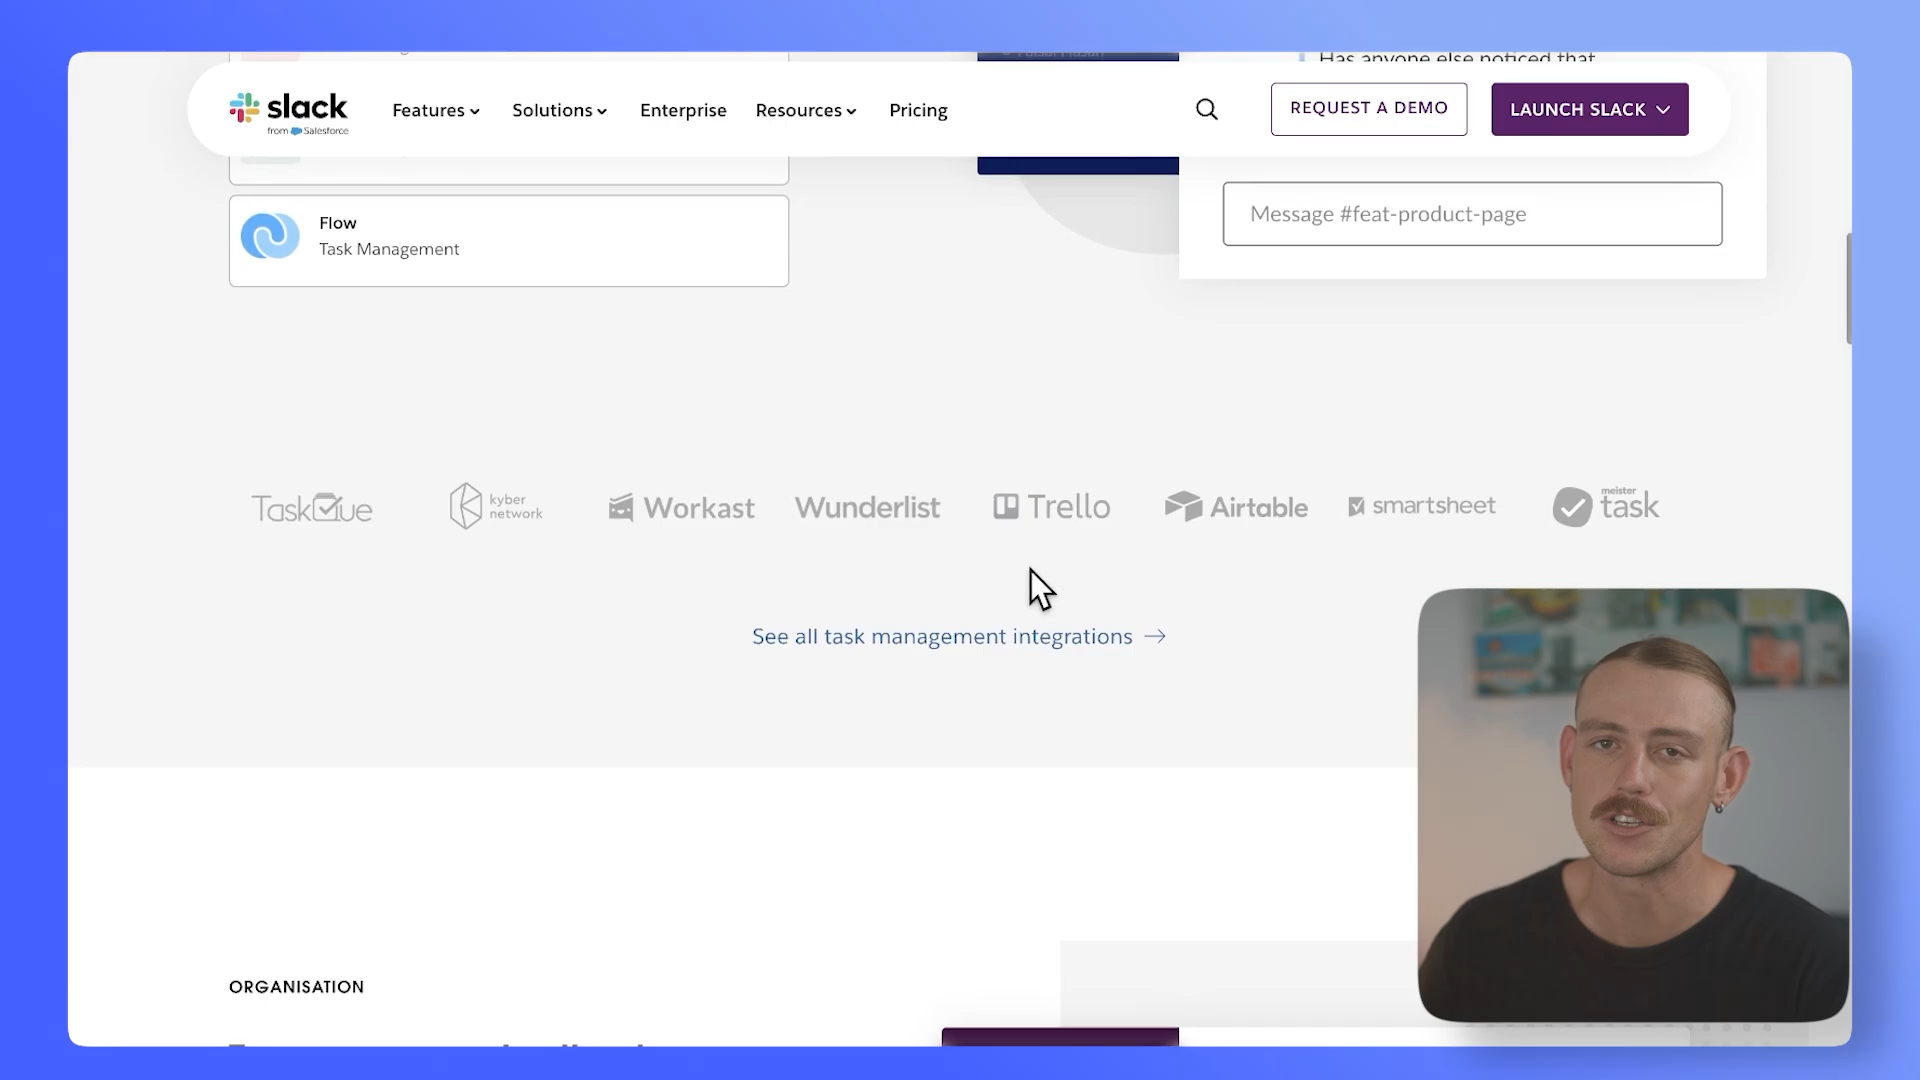 Has anyone else noticed that
slack
from Salesforce
Features
Solutions
Enterprise
Resources
Pricing
REQUEST A DEMO
LAUNCH SLACK
Flow
Task Management
Message #feat-product-page
TaskQue
kyber
network
Workast
Wunderlist
Trello
Airtable
smartsheet
meister
task
See all task management integrations →
ORGANISATION